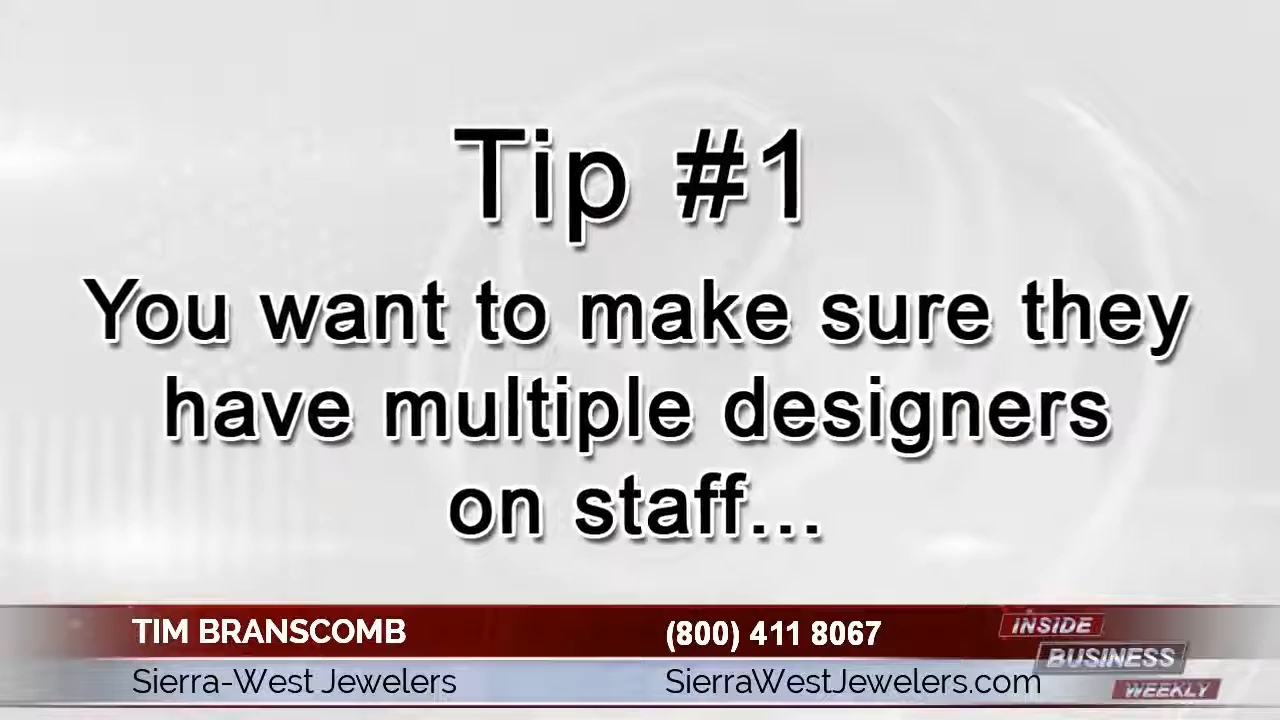 Tip #1
You want to make sure they
have multiple designers
on staff...
TIM BRANSCOMB
(800) 411 8067
Sierra-West Jewelers
SierraWestJewelers.com
INSIDE
BUSINESS
WEEKLY